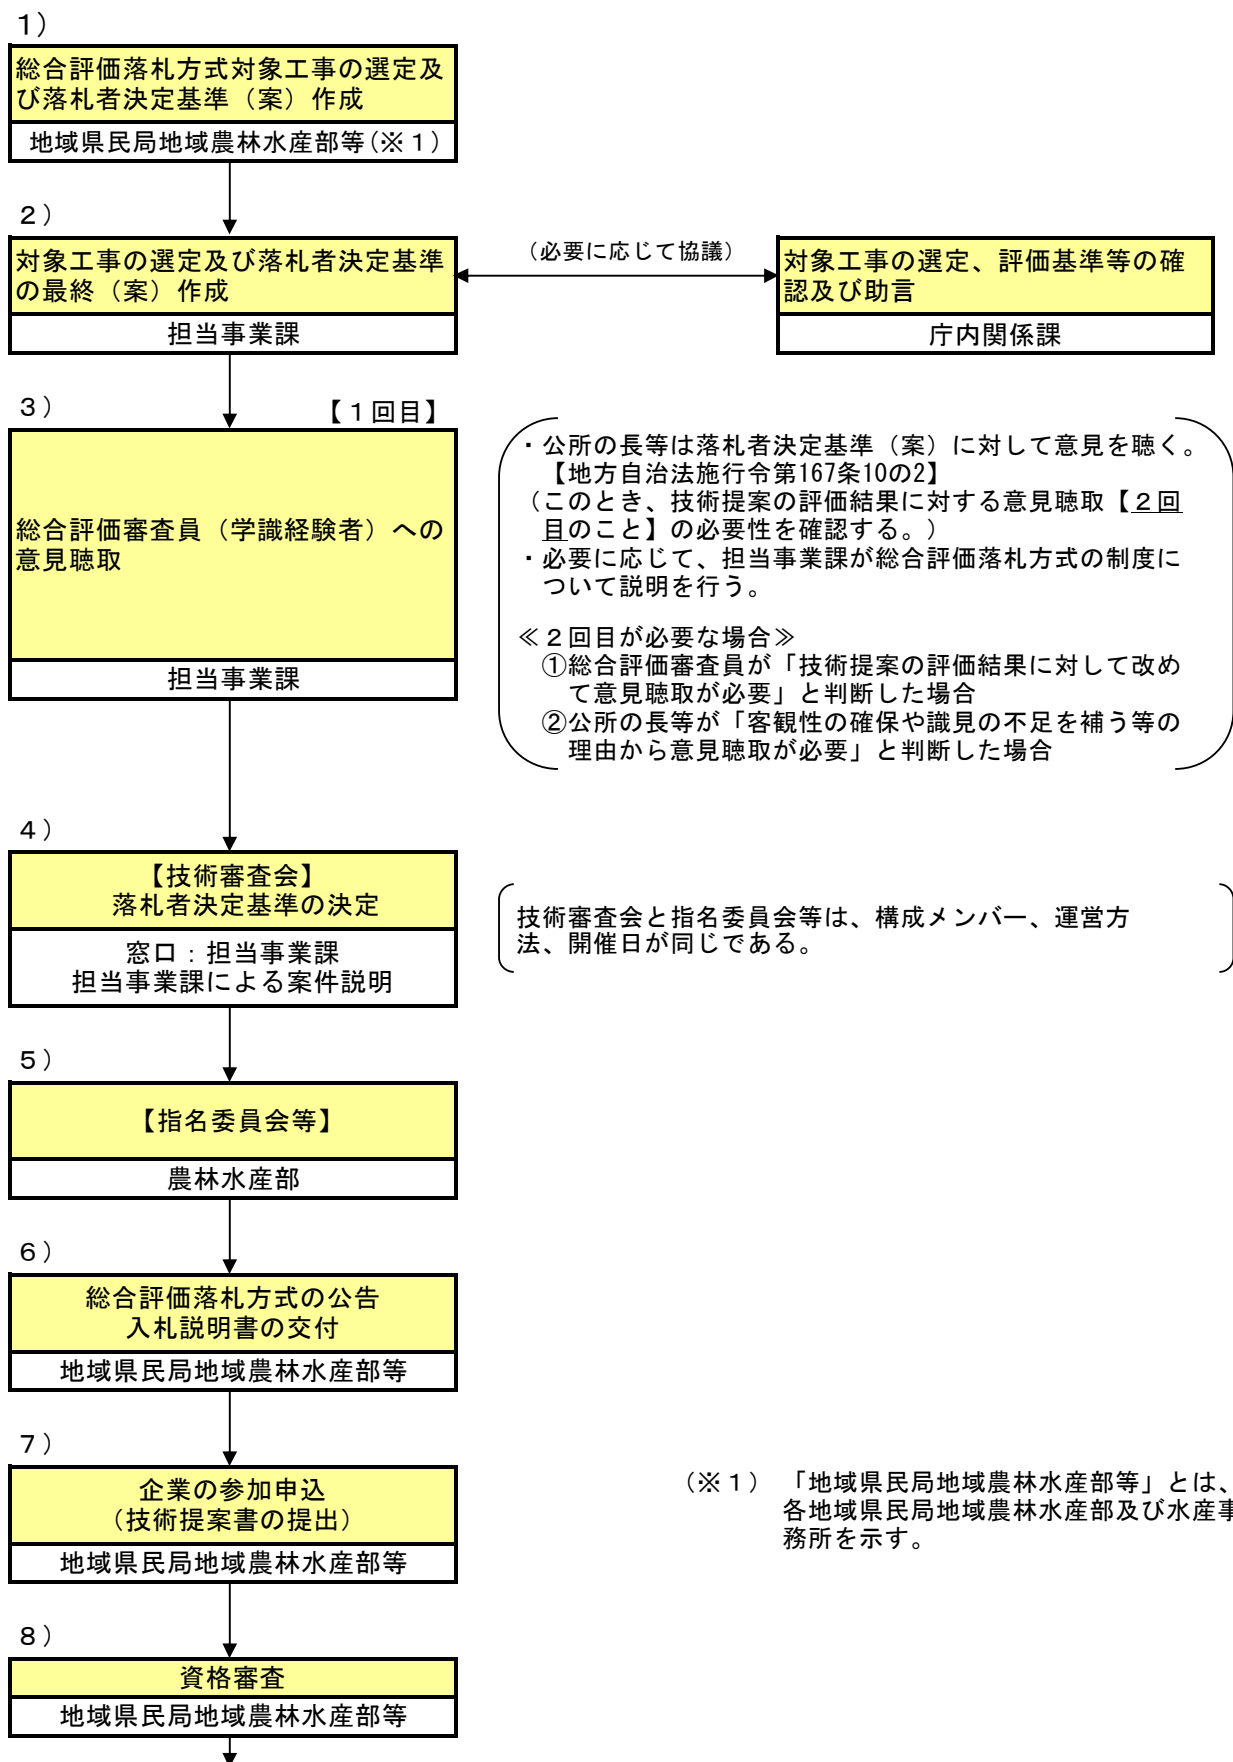 １）
総合評価落札方式対象工事の選定及
び落札者決定基準（案）作成
地域県民局地域農林水産部等(※１)
２）
対象工事の選定及び落札者決定基準
の最終（案）作成
担当事業課
（必要に応じて協議）
対象工事の選定、評価基準等の確
認及び助言
庁内関係課
３）
【１回目】
総合評価審査員（学識経験者）への
意見聴取
担当事業課
・公所の長等は落札者決定基準（案）に対して意見を聴く。
【地方自治法施行令第167条10の2】
（このとき、技術提案の評価結果に対する意見聴取【２回
目のこと】の必要性を確認する。）
・必要に応じて、担当事業課が総合評価落札方式の制度に
ついて説明を行う。
≪２回目が必要な場合≫
①総合評価審査員が「技術提案の評価結果に対して改め
て意見聴取が必要」と判断した場合
②公所の長等が「客観性の確保や識見の不足を補う等の
理由から意見聴取が必要」と判断した場合
４）
【技術審査会】
落札者決定基準の決定
窓口：担当事業課
担当事業課による案件説明
技術審査会と指名委員会等は、構成メンバー、運営方
法、開催日が同じである。
５）
【指名委員会等】
農林水産部
６）
総合評価落札方式の公告
入札説明書の交付
地域県民局地域農林水産部等
７）
企業の参加申込
（技術提案書の提出）
地域県民局地域農林水産部等
（※１）　「地域県民局地域農林水産部等」とは、
各地域県民局地域農林水産部及び水産事
務所を示す。
８）
資格審査
地域県民局地域農林水産部等